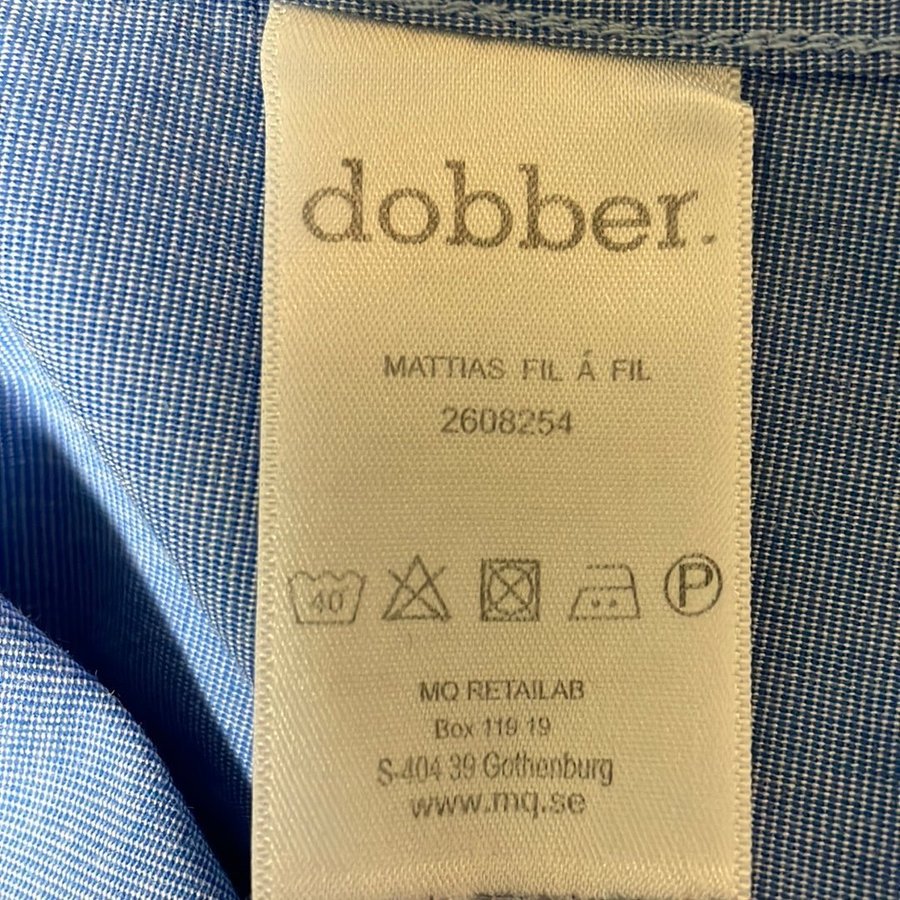 dobber.
MATTIAS FIL Á FIL
2608254
40 P
MQ RETAILAB
Box 119 19
S-404 39 Gothenburg
www.mq.se